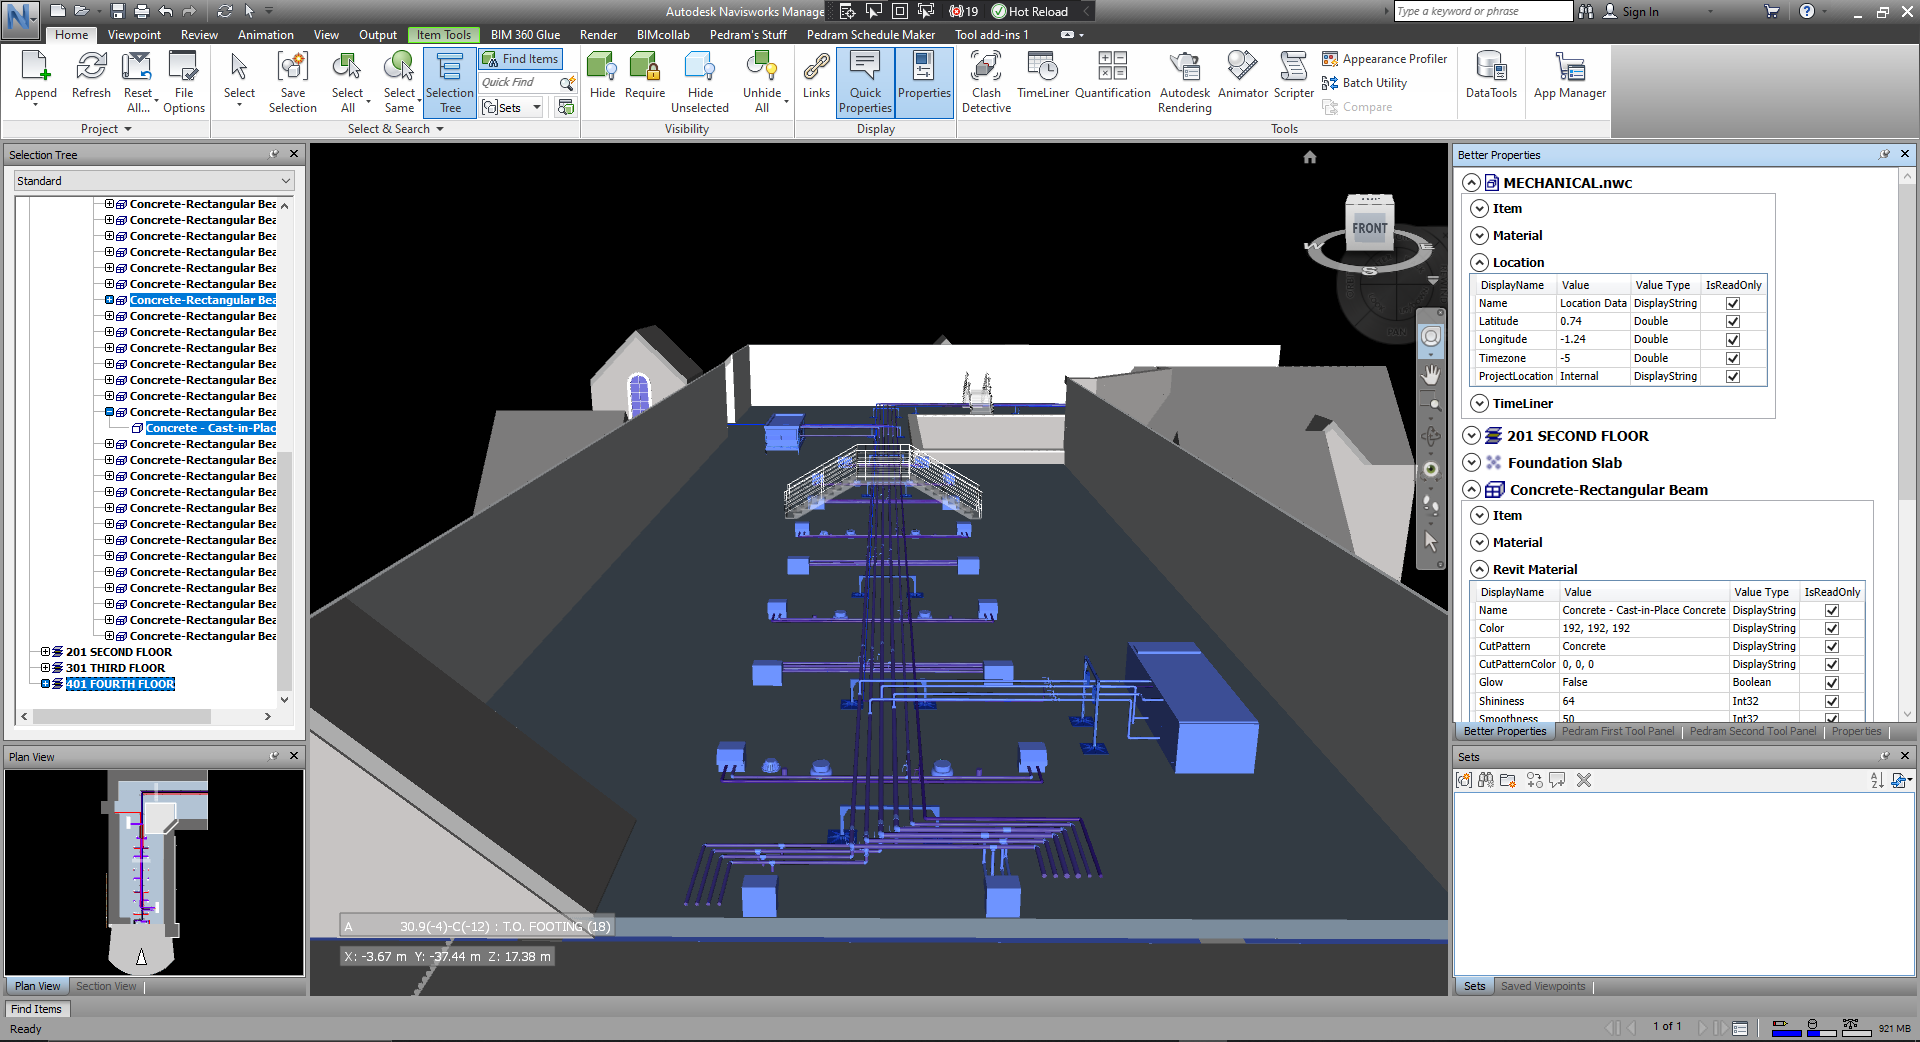 Autodesk Navisworks Manage
19
Hot Reload
Type a keyword or phrase
Sign In
Home
Viewpoint
Review
Animation
View
Output
Item Tools
BIM 360 Glue
Render
BIMcollab
Pedram's Stuff
Pedram Schedule Maker
Tool add-ins 1
Append
Refresh
Reset All...
File Options
Select
Save Selection
Select All
Select Same
Selection Tree
Find Items
Quick Find
Sets
Hide
Require
Hide Unselected
Unhide All
Links
Quick Properties
Properties
Clash Detective
TimeLiner
Quantification
Autodesk Rendering
Animator
Scripter
Appearance Profiler
Batch Utility
Compare
DataTools
App Manager
Project
Select & Search
Visibility
Display
Tools
Selection Tree
Standard
Concrete-Rectangular Bea
Concrete-Rectangular Bea
Concrete-Rectangular Bea
Concrete-Rectangular Bea
Concrete-Rectangular Bea
Concrete-Rectangular Bea
Concrete-Rectangular Bea
Concrete-Rectangular Bea
Concrete-Rectangular Bea
Concrete-Rectangular Bea
Concrete-Rectangular Bea
Concrete-Rectangular Bea
Concrete-Rectangular Bea
Concrete-Rectangular Bea
Concrete - Cast-in-Plac
Concrete-Rectangular Bea
Concrete-Rectangular Bea
Concrete-Rectangular Bea
Concrete-Rectangular Bea
Concrete-Rectangular Bea
Concrete-Rectangular Bea
Concrete-Rectangular Bea
Concrete-Rectangular Bea
Concrete-Rectangular Bea
Concrete-Rectangular Bea
Concrete-Rectangular Bea
Concrete-Rectangular Bea
Concrete-Rectangular Bea
201 SECOND FLOOR
301 THIRD FLOOR
401 FOURTH FLOOR
Plan View
Plan View
Section View
Find Items
Ready
FRONT
W
E
S
PAN
A 30.9(-4)-C(-12) : T.O. FOOTING (18)
X: -3.67 m Y: -37.44 m Z: 17.38 m
Better Properties
MECHANICAL.nwc
Item
Material
Location
DisplayName Value Value Type IsReadOnly
Name Location Data DisplayString
Latitude 0.74 Double
Longitude -1.24 Double
Timezone -5 Double
ProjectLocation Internal DisplayString
TimeLiner
201 SECOND FLOOR
Foundation Slab
Concrete-Rectangular Beam
Item
Material
Revit Material
DisplayName Value Value Type IsReadOnly
Name Concrete - Cast-in-Place Concrete DisplayString
Color 192, 192, 192 DisplayString
CutPattern Concrete DisplayString
CutPatternColor 0, 0, 0 DisplayString
Glow False Boolean
Shininess 64 Int32
Smoothness 50 Int32
Better Properties
Pedram First Tool Panel
Pedram Second Tool Panel
Properties
Sets
Sets
Saved Viewpoints
1 of 1
921 MB